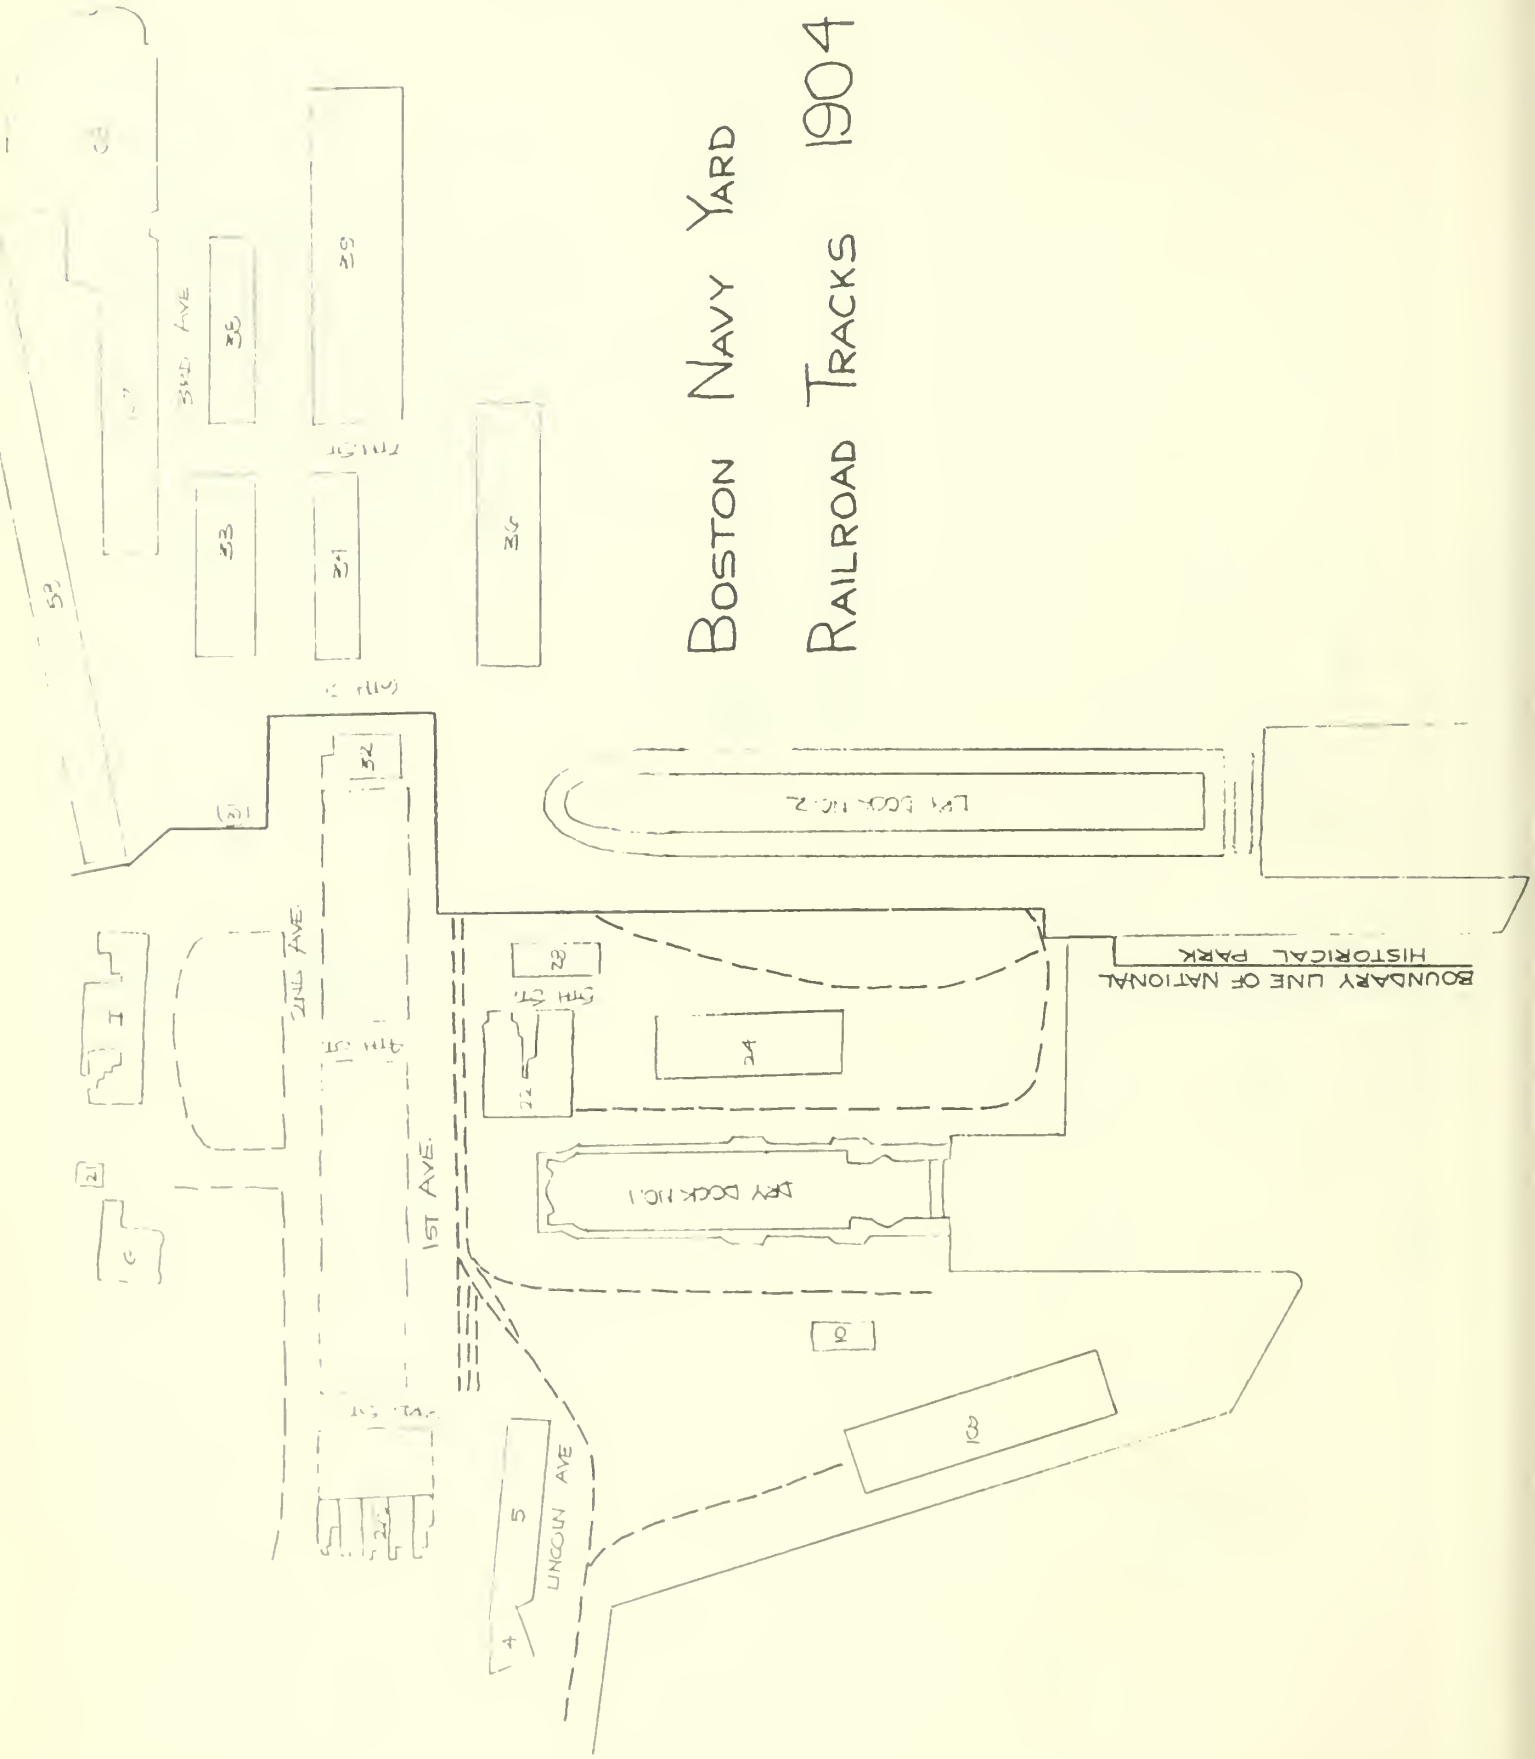 BOSTON NAVY YARD
RAILROAD TRACKS 1904
BOUNDARY LINE OF NATIONAL
HISTORICAL PARK
DRY DOCK NO. 1
DRY DOCK NO. 2
1ST AVE.
2ND AVE.
3RD AVE
LINCOLN AVE
4
5
10
22
24
28
21
I
G
31
32
33
34
36
38
39
58